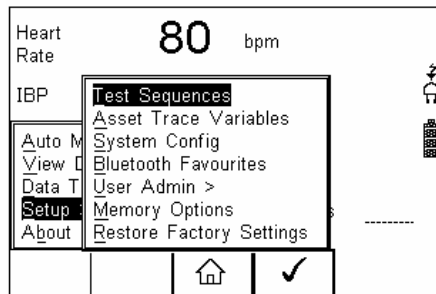 Heart
Rate
80 bpm
IBP
Test Sequences
Asset Trace Variables
System Config
Bluetooth Favourites
User Admin >
Memory Options
Restore Factory Settings
Auto
View
Data
Setup
About
--------